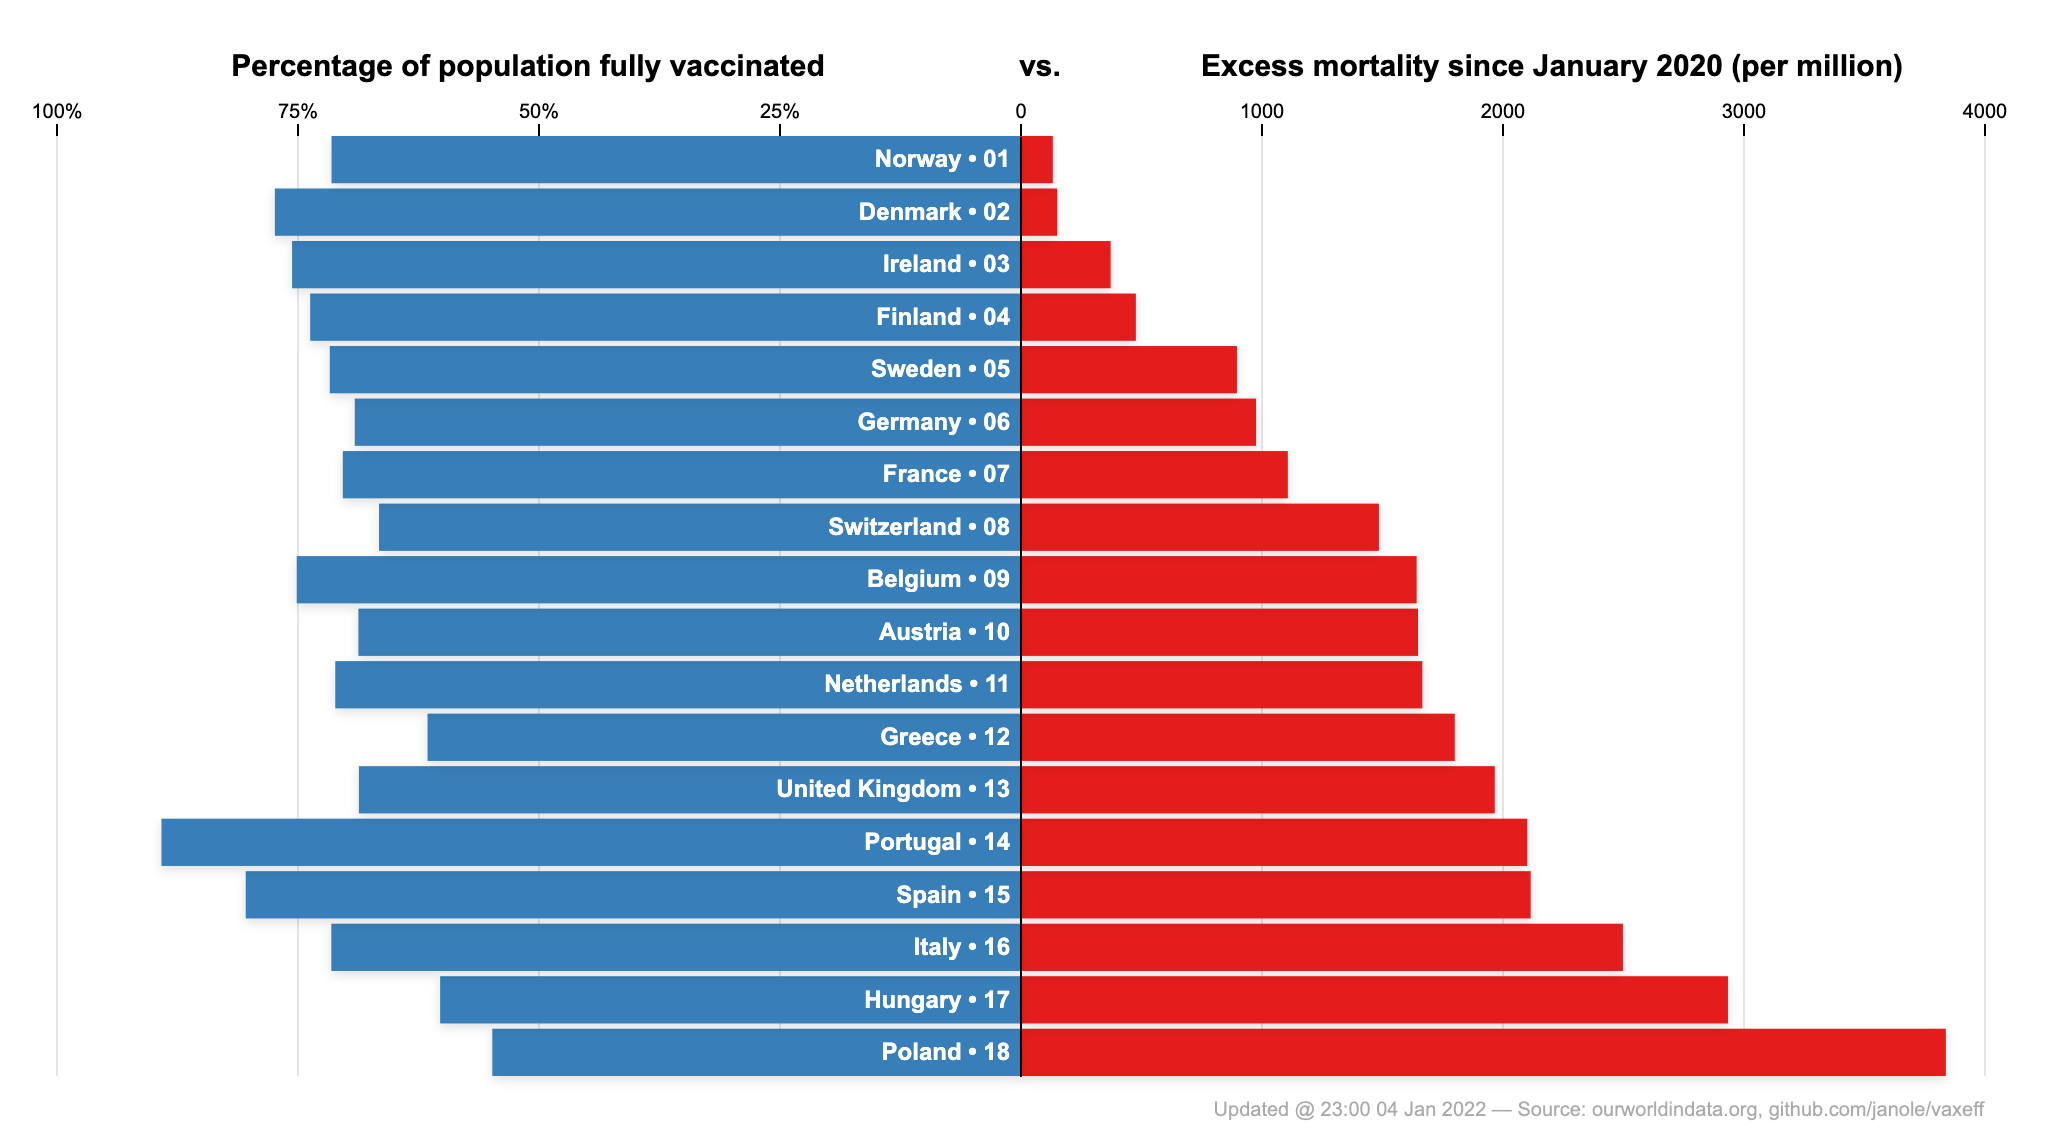 Percentage of population fully vaccinated vs. Excess mortality since January 2020 (per million)
100% 75% 50% 25% 0 1000 2000 3000 4000
Norway • 01
Denmark • 02
Ireland • 03
Finland • 04
Sweden • 05
Germany • 06
France • 07
Switzerland • 08
Belgium • 09
Austria • 10
Netherlands • 11
Greece • 12
United Kingdom • 13
Portugal • 14
Spain • 15
Italy • 16
Hungary • 17
Poland • 18
Updated @ 23:00 04 Jan 2022 — Source: ourworldindata.org, github.com/janole/vaxeff